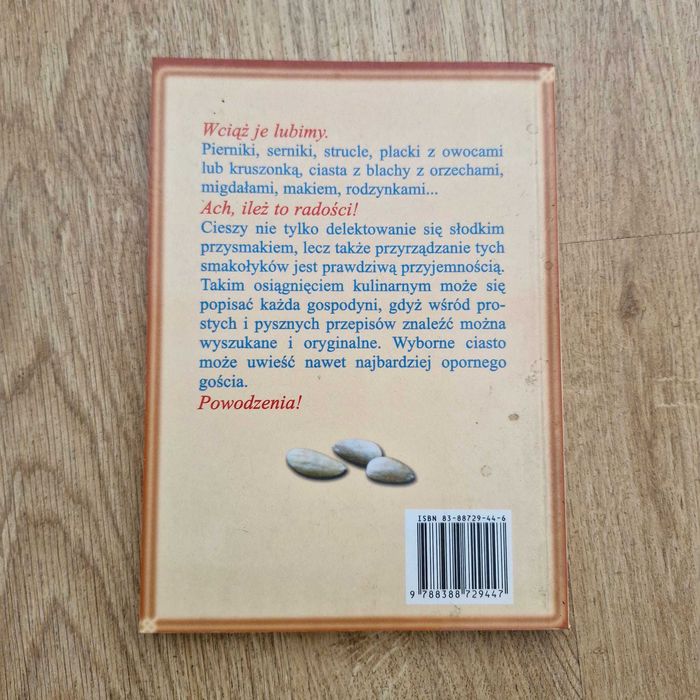 Wciąż je lubimy.
Pierniki, serniki, strucle, placki z owocami
lub kruszonką, ciasta z blachy z orzechami,
migdałami, makiem, rodzynkami...
Ach, ileż to radości!
Cieszy nie tylko delektowanie się słodkim
przysmakiem, lecz także przyrządzanie tych
smakołyków jest prawdziwą przyjemnością.
Takim osiągnięciem kulinarnym może się
popisać każda gospodyni, gdyż wśród pro-
stych i pysznych przepisów znaleźć można
wyszukane i oryginalne. Wyborne ciasto
może uwieść nawet najbardziej opornego
gościa.
Powodzenia!
ISBN 83-88729-44-6
9 788388 729447